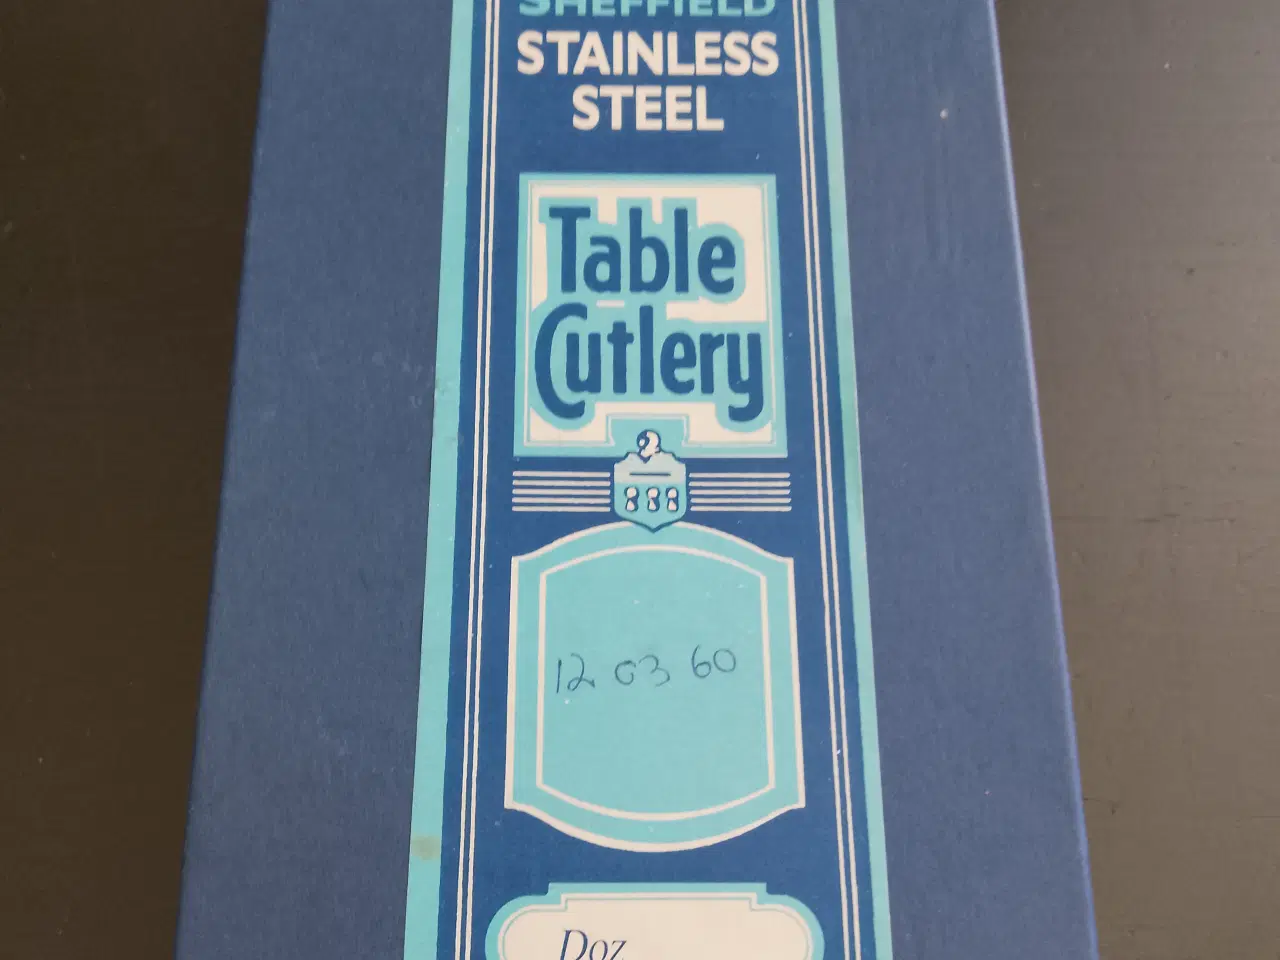 SHEFFIELD
STAINLESS
STEEL
Table
Cutlery
12 03 60
Doz